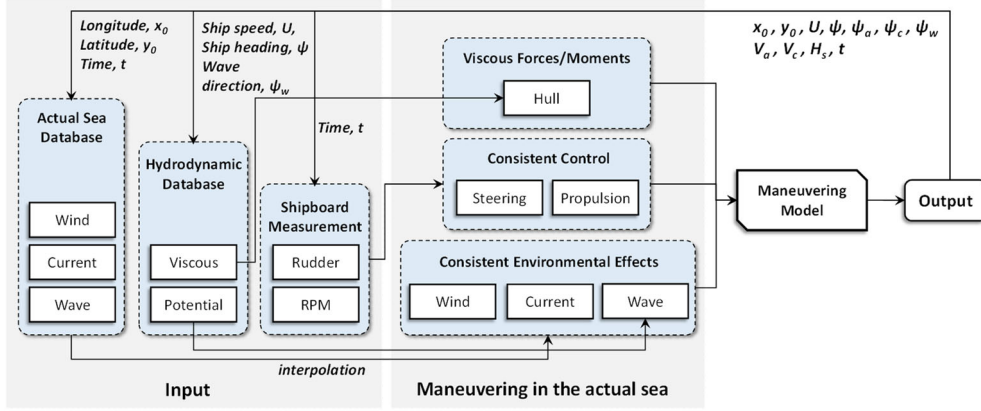 Longitude, x₀
Latitude, y₀
Time, t
Ship speed, U,
Ship heading, ψ
Wave
direction, ψw
Time, t
x₀, y₀, U, ψ, ψa, ψc, ψw
Va, Vc, Hs, t
Actual Sea
Database
Wind
Current
Wave
Hydrodynamic
Database
Viscous
Potential
Shipboard
Measurement
Rudder
RPM
interpolation
Input
Viscous Forces/Moments
Hull
Consistent Control
Steering
Propulsion
Consistent Environmental Effects
Wind
Current
Wave
Maneuvering in the actual sea
Maneuvering
Model
Output